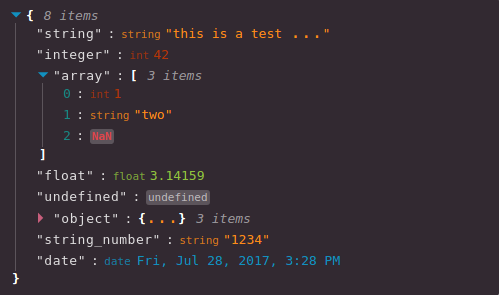 { 8 items
"string" : string "this is a test ..."
"integer" : int 42
"array" : [ 3 items
0 : int 1
1 : string "two"
2 : NaN
]
"float" : float 3.14159
"undefined" : undefined
"object" : {...} 3 items
"string_number" : string "1234"
"date" : date Fri, Jul 28, 2017, 3:28 PM
}